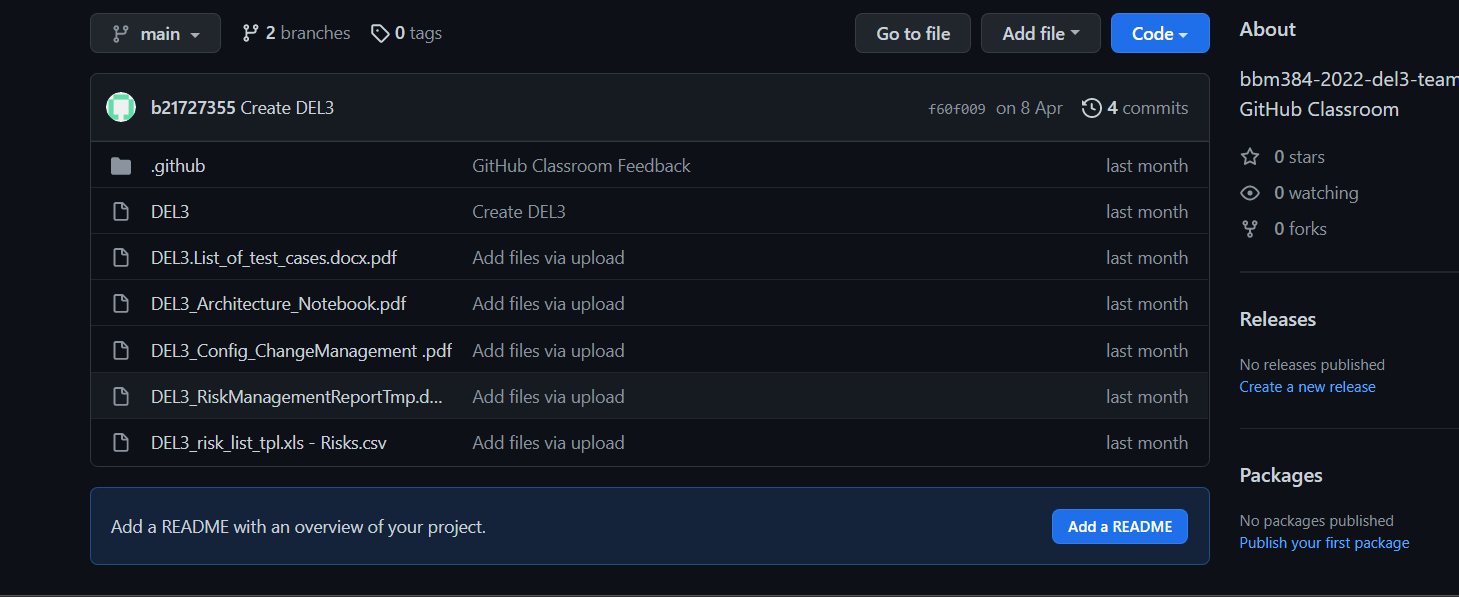 main
2 branches
0 tags
Go to file
Add file
Code
b21727355 Create DEL3
f60f009 on 8 Apr
4 commits
.github
GitHub Classroom Feedback
last month
DEL3
Create DEL3
last month
DEL3.List_of_test_cases.docx.pdf
Add files via upload
last month
DEL3_Architecture_Notebook.pdf
Add files via upload
last month
DEL3_Config_ChangeManagement .pdf
Add files via upload
last month
DEL3_RiskManagementReportTmp.d...
Add files via upload
last month
DEL3_risk_list_tpl.xls - Risks.csv
Add files via upload
last month
Add a README with an overview of your project.
Add a README
About
bbm384-2022-del3-team
GitHub Classroom
0 stars
0 watching
0 forks
Releases
No releases published
Create a new release
Packages
No packages published
Publish your first package